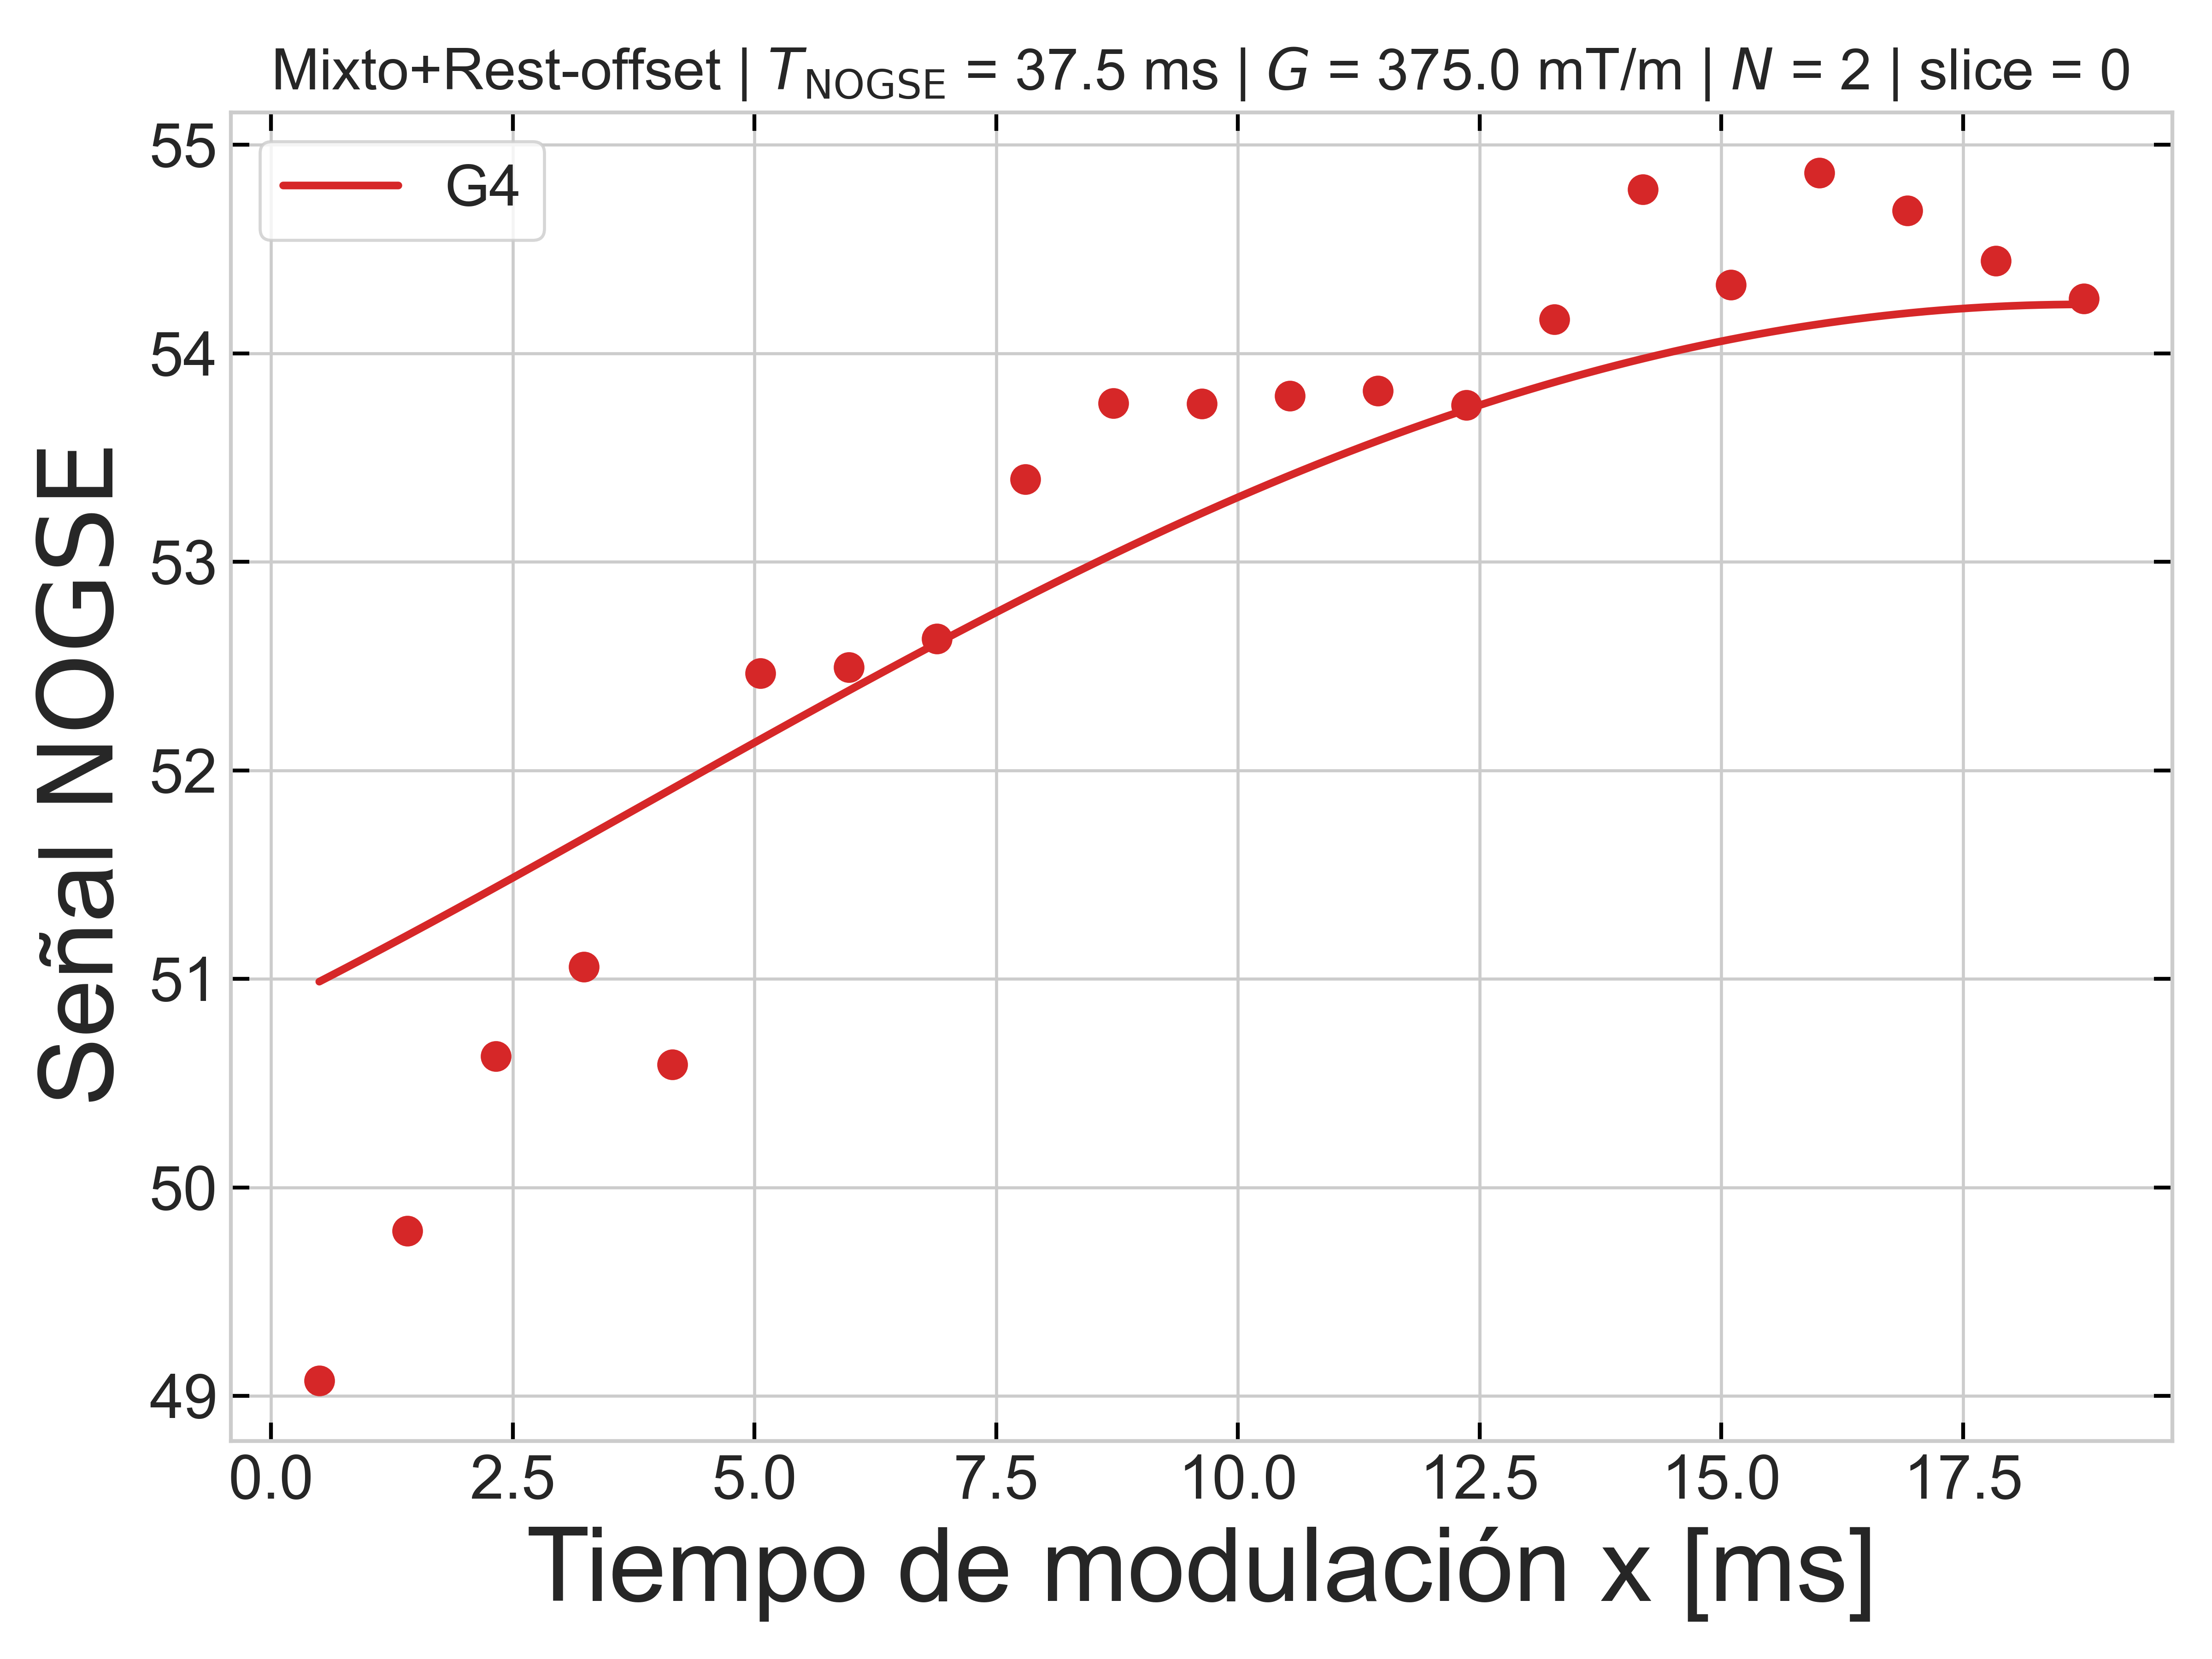 Mixto+Rest-offset | T_NOGSE = 37.5 ms | G = 375.0 mT/m | N = 2 | slice = 0
G4
Señal NOGSE
55
54
53
52
51
50
49
0.0 2.5 5.0 7.5 10.0 12.5 15.0 17.5
Tiempo de modulación x [ms]